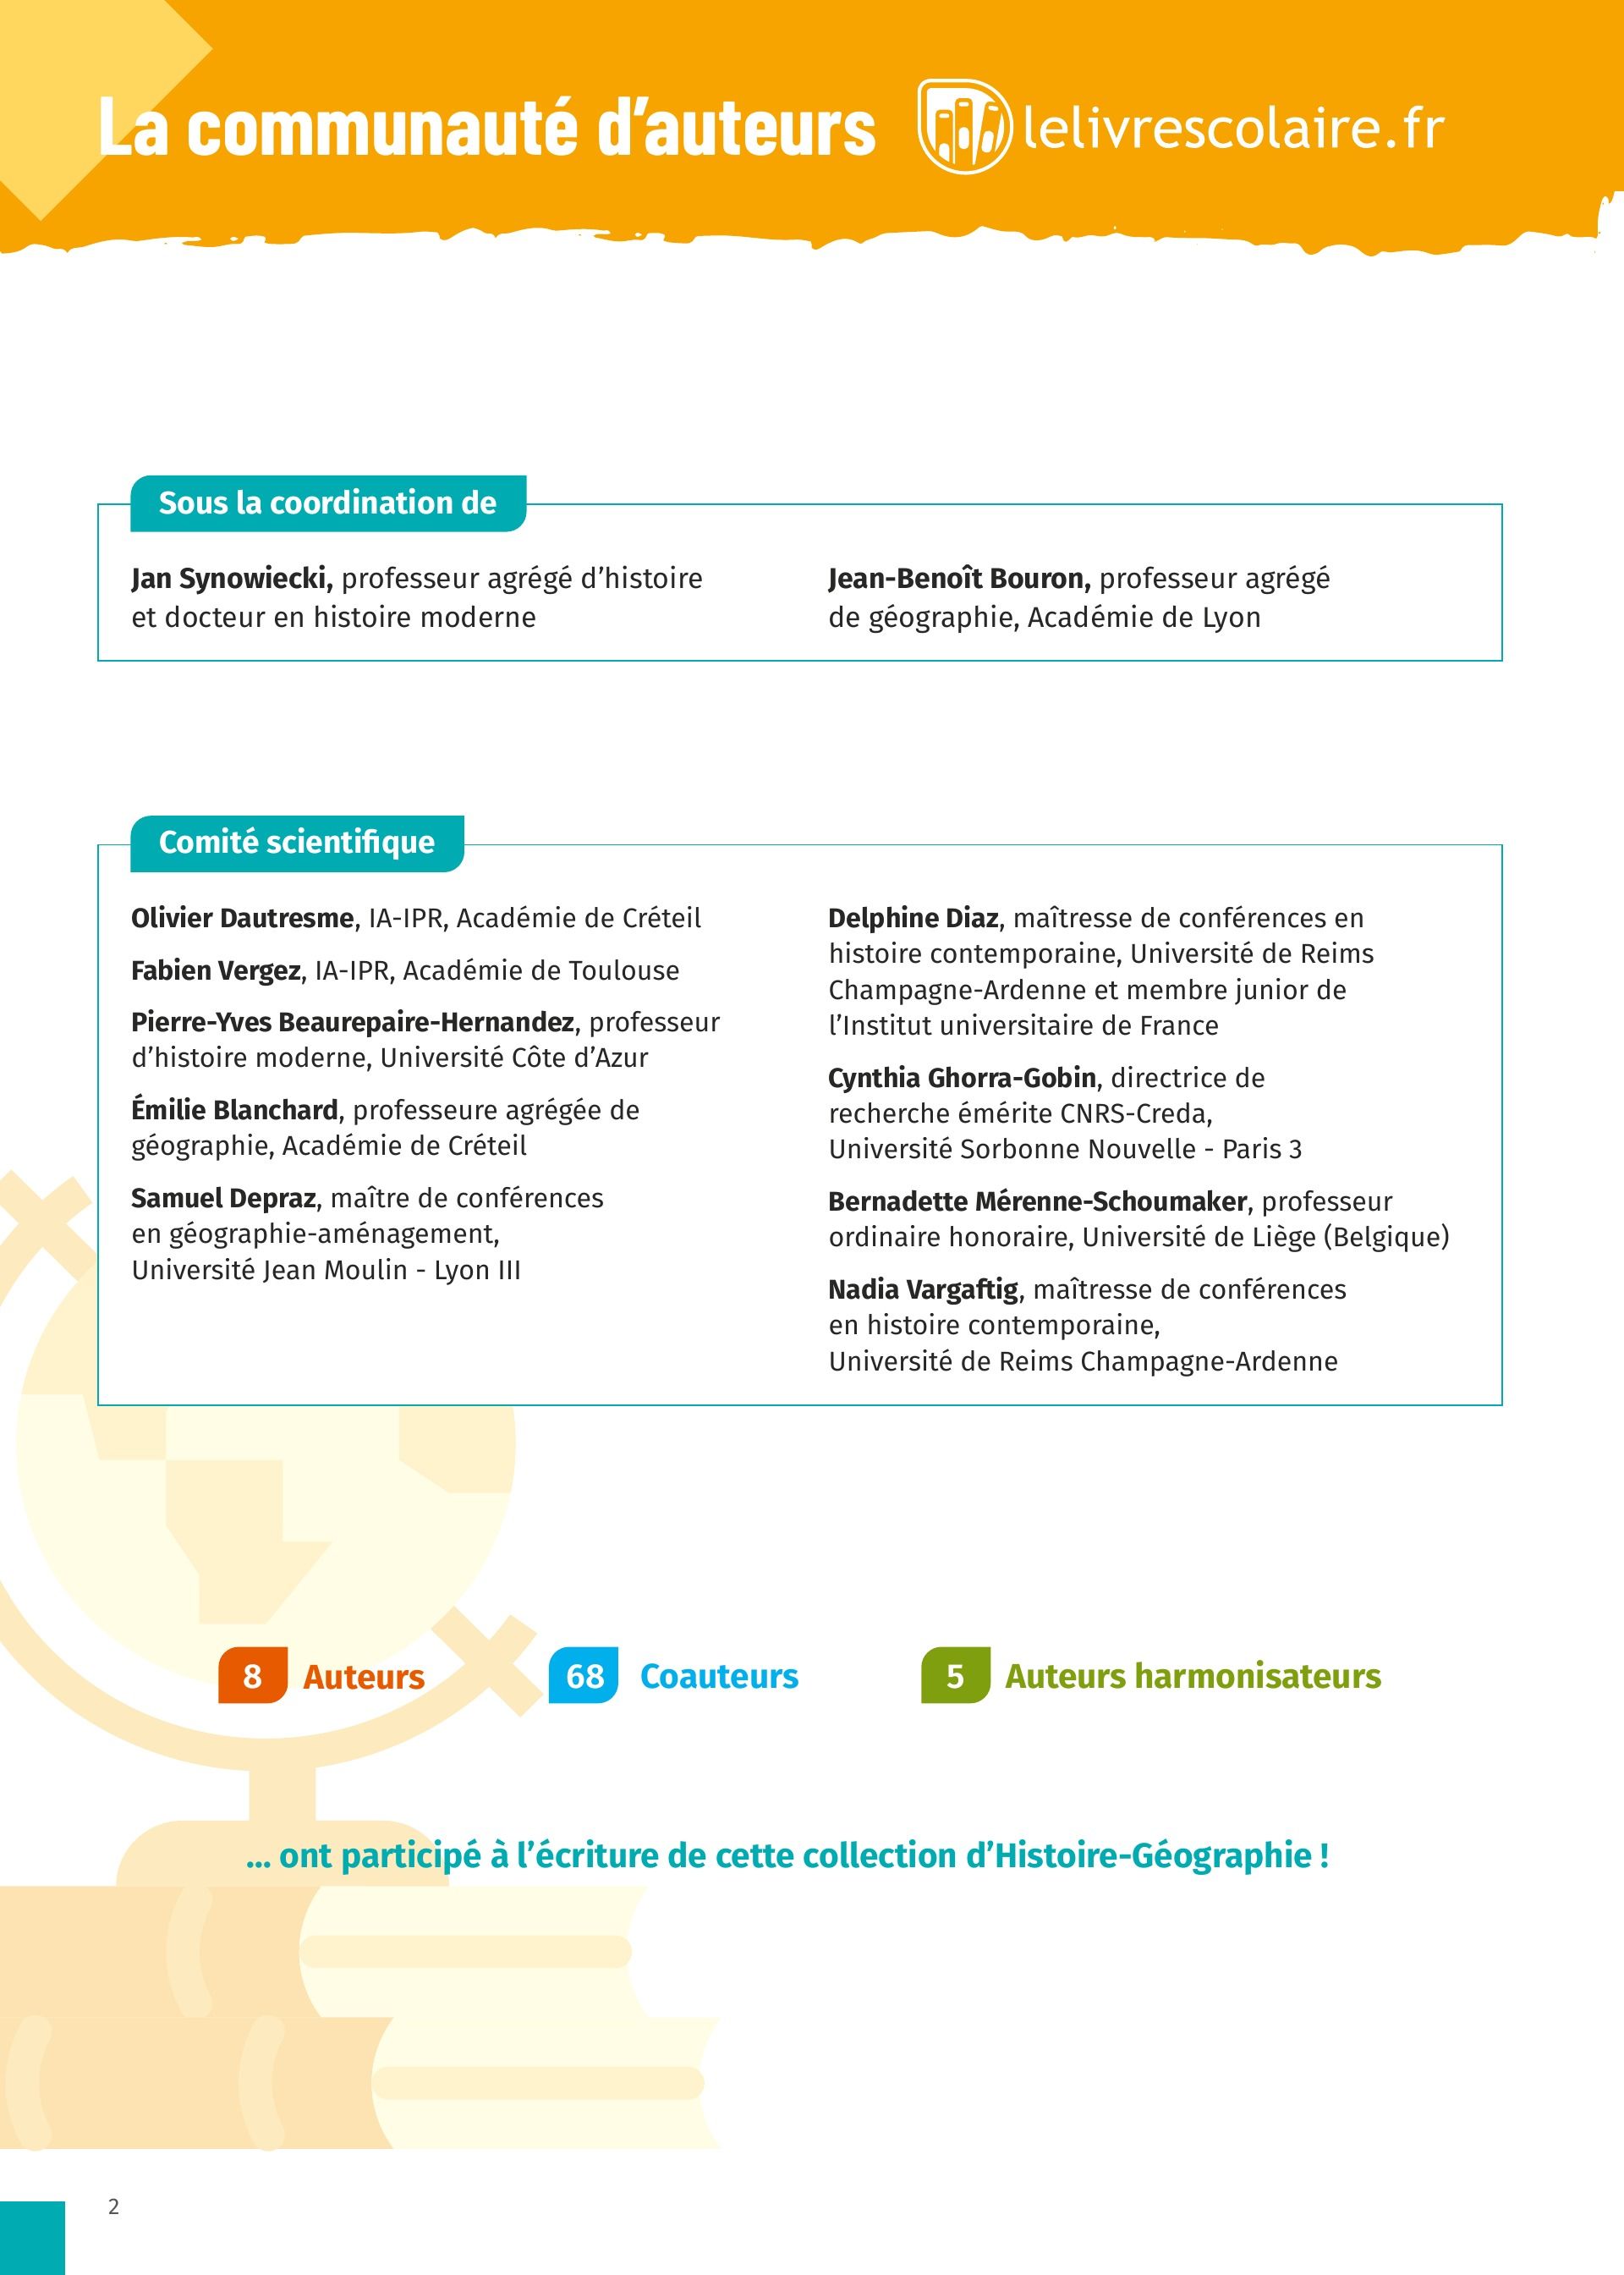 La communauté d’auteurs
lelivrescolaire.fr
Sous la coordination de
Jan Synowiecki, professeur agrégé d’histoire
et docteur en histoire moderne
Jean-Benoît Bouron, professeur agrégé
de géographie, Académie de Lyon
Comité scientifique
Olivier Dautresme, IA-IPR, Académie de Créteil
Fabien Vergez, IA-IPR, Académie de Toulouse
Pierre-Yves Beaurepaire-Hernandez, professeur
d’histoire moderne, Université Côte d’Azur
Émilie Blanchard, professeure agrégée de
géographie, Académie de Créteil
Samuel Depraz, maître de conférences
en géographie-aménagement,
Université Jean Moulin - Lyon III
Delphine Diaz, maîtresse de conférences en
histoire contemporaine, Université de Reims
Champagne-Ardenne et membre junior de
l’Institut universitaire de France
Cynthia Ghorra-Gobin, directrice de
recherche émérite CNRS-Creda,
Université Sorbonne Nouvelle - Paris 3
Bernadette Mérenne-Schoumaker, professeur
ordinaire honoraire, Université de Liège (Belgique)
Nadia Vargaftig, maîtresse de conférences
en histoire contemporaine,
Université de Reims Champagne-Ardenne
8 Auteurs
68 Coauteurs
5 Auteurs harmonisateurs
... ont participé à l’écriture de cette collection d’Histoire-Géographie !
2